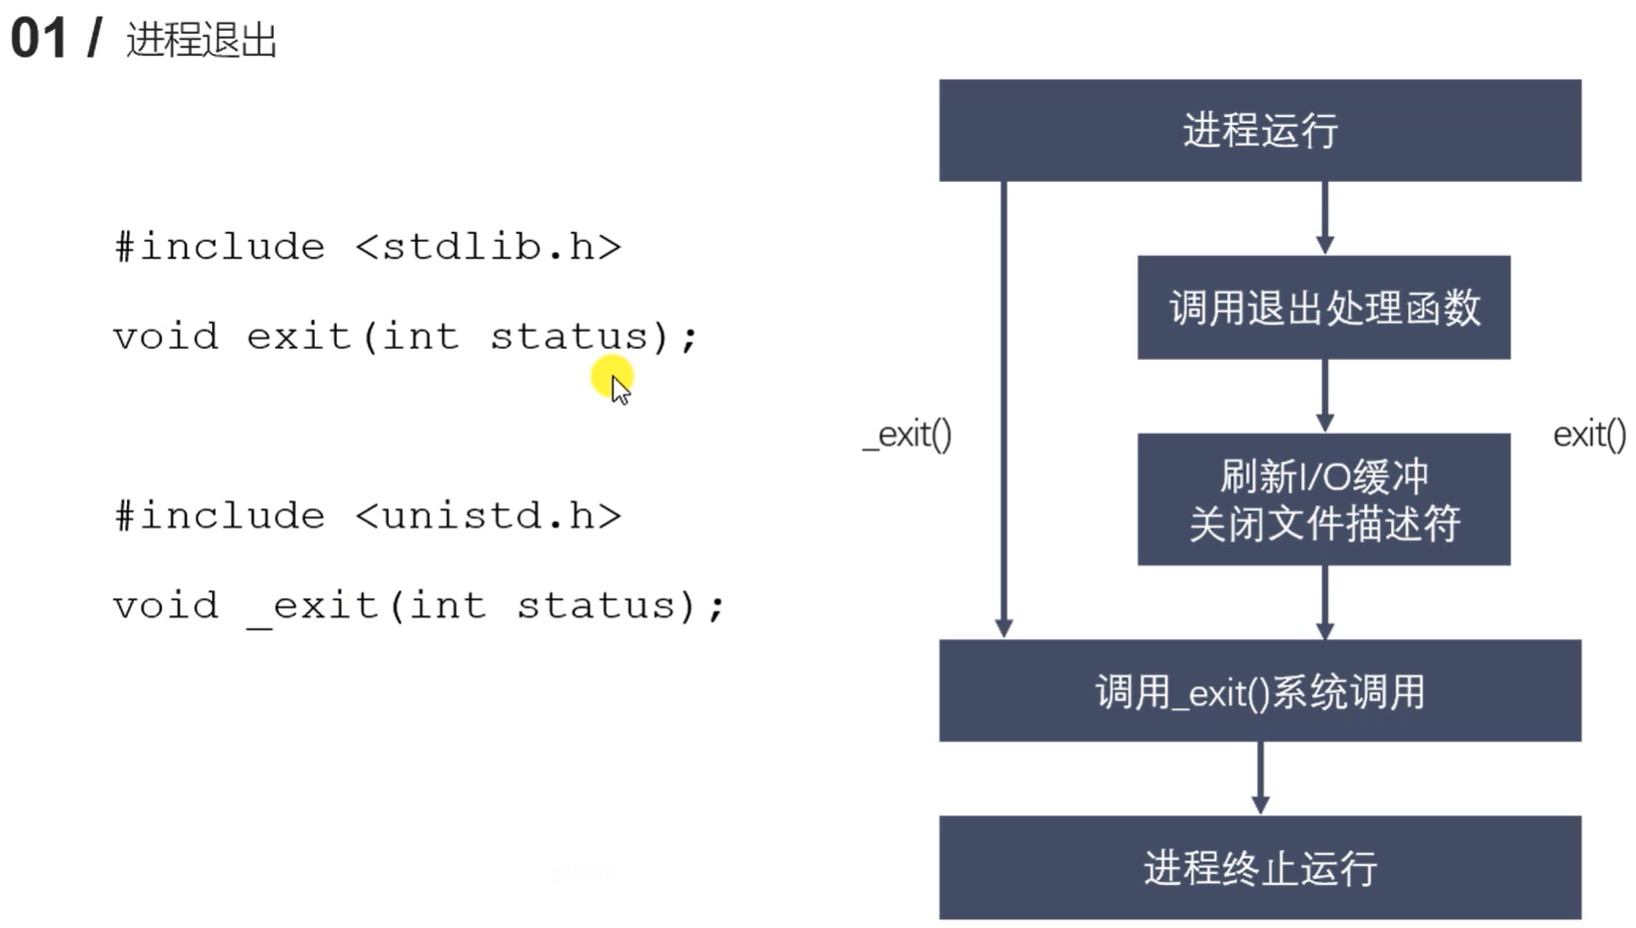 01 / 进程退出
#include <stdlib.h>
void exit(int status);
#include <unistd.h>
void _exit(int status);
进程运行
调用退出处理函数
_exit()
exit()
刷新I/O缓冲
关闭文件描述符
调用_exit()系统调用
进程终止运行